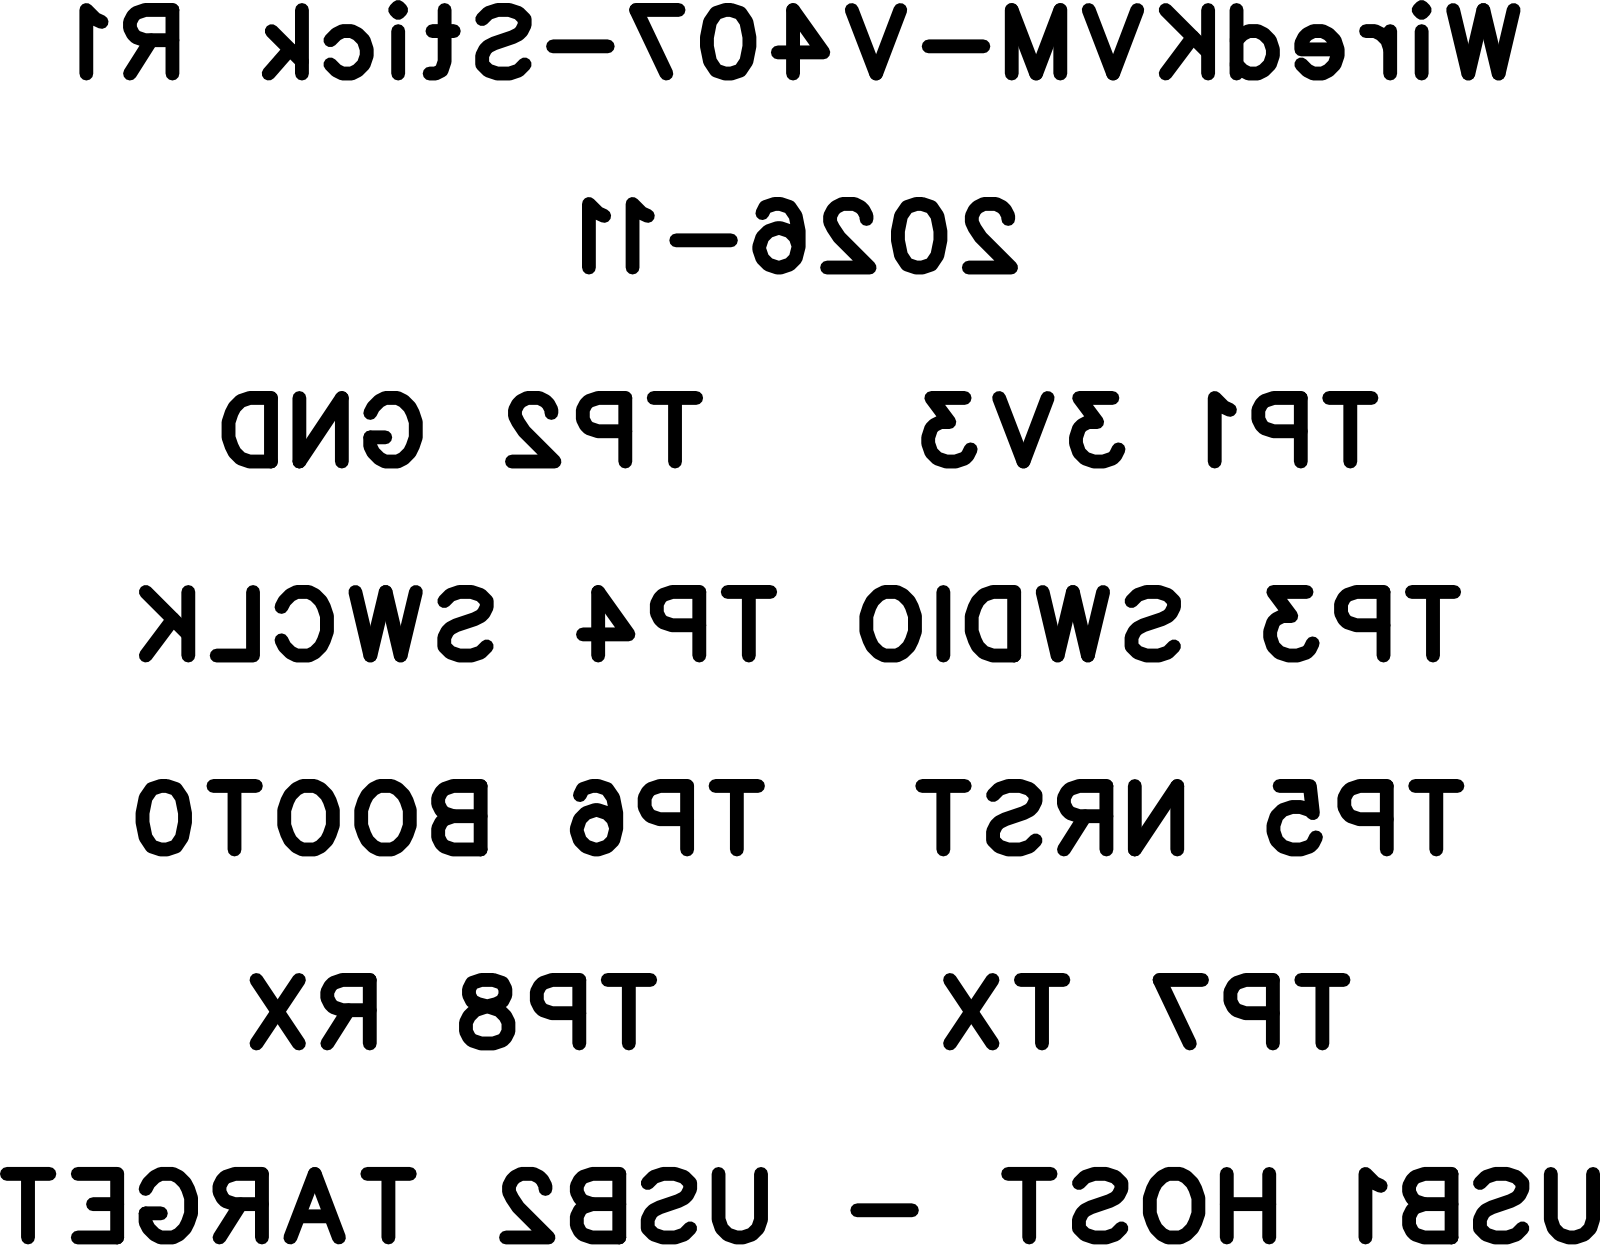 WiredKVM-V407-Stick R1
2026-11
TP1 3V3 TP2 GND
TP3 SWDIO TP4 SWCLK
TP5 NRST TP6 BOOT0
TP7 TX TP8 RX
USB1 HOST - USB2 TARGET